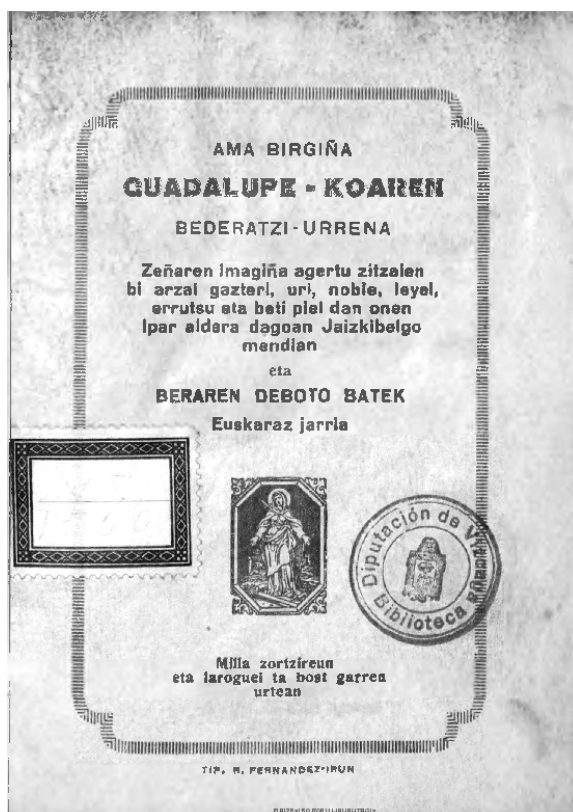 AMA BIRGIÑA
GUADALUPE - KOAREN
BEDERATZI-URRENA
Zeñaren imagiña agertu zitzaien
bi arzai gazteri, uri, noble, leyel,
errutsu eta beti piel dan onen
ipar aldera dagoan Jaizkibelgo
mendian
eta
BERAREN DEBOTO BATEK
Euskaraz jarria
Diputación de
Biblioteca
Milla zortzireun
eta laroguei ta bost garren
urtean
TIP. R. FERNANDEZ-IRUN